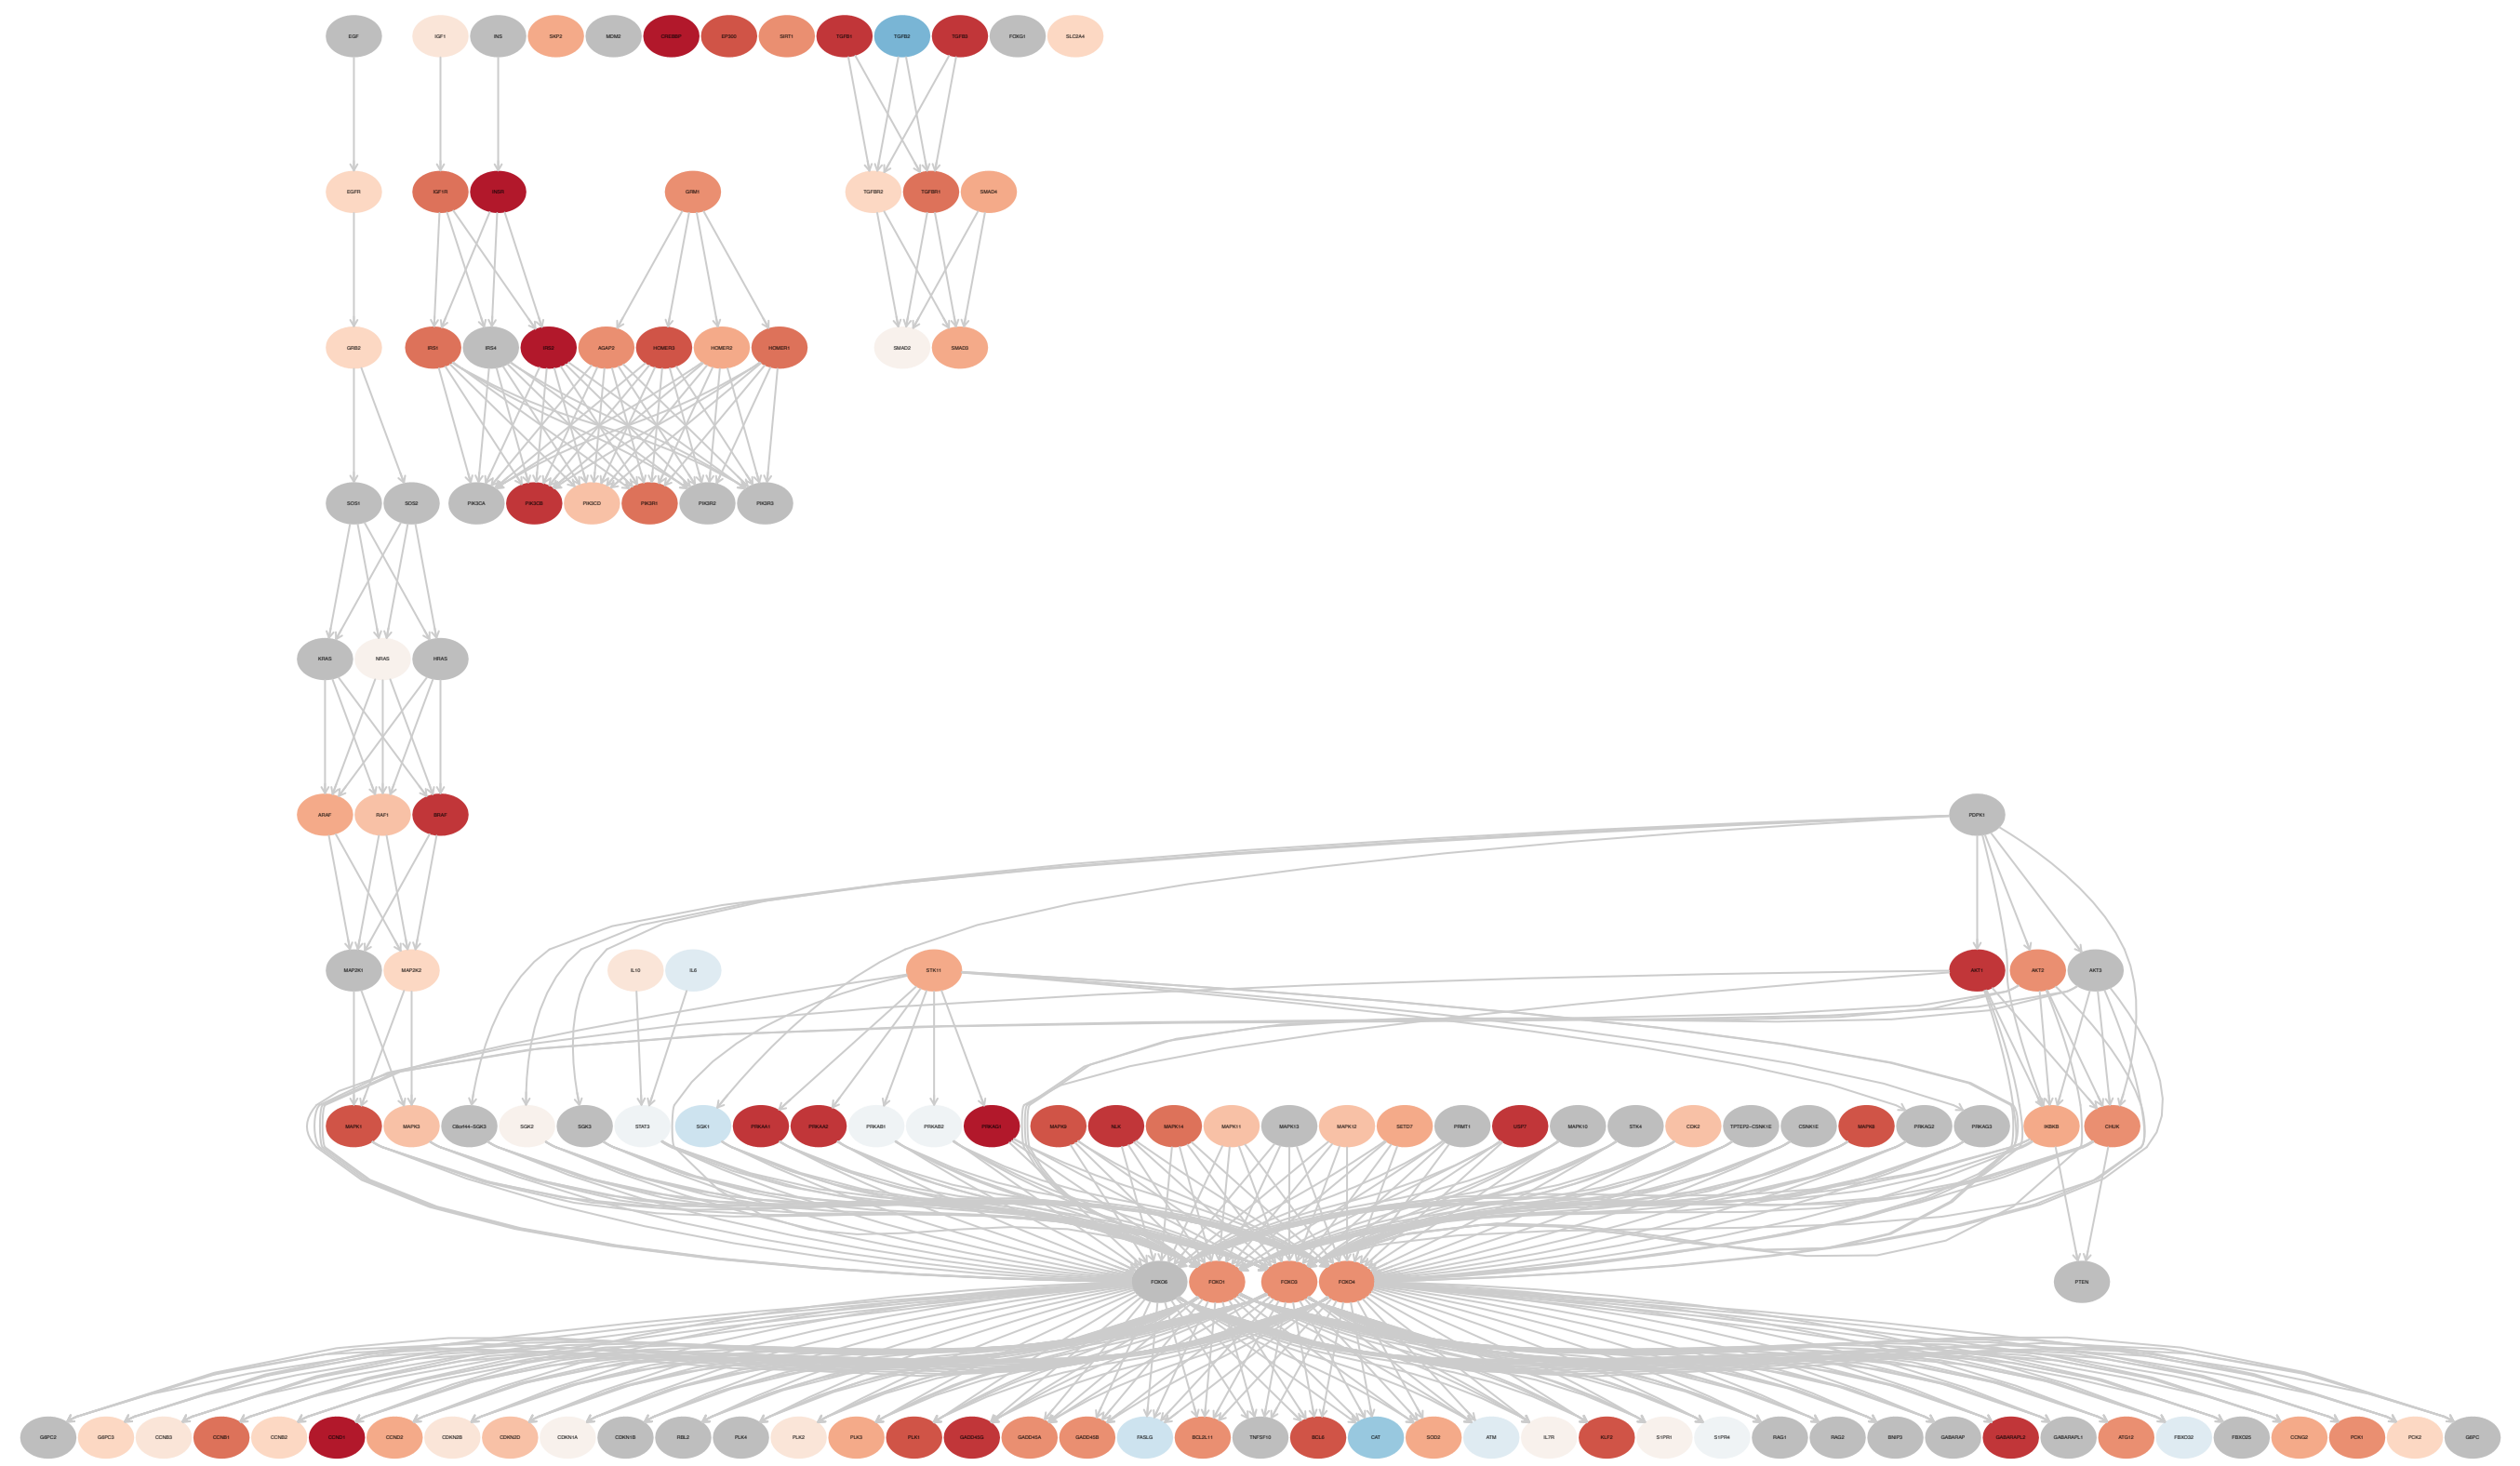 EGF
IGF1
INS
SKP2
MDM2
CREBBP
EP300
SIRT1
TGFB1
TGFB2
TGFB3
FOXG1
SLC2A4
EGFR
IGF1R
INSR
GRM1
TGFBR2
TGFBR1
SMAD4
GRB2
IRS1
IRS4
IRS2
AGAP2
HOMER3
HOMER2
HOMER1
SMAD2
SMAD3
SOS1
SOS2
PIK3CA
PIK3CB
PIK3CD
PIK3R1
PIK3R2
PIK3R3
KRAS
NRAS
HRAS
ARAF
RAF1
BRAF
PDPK1
MAP2K1
MAP2K2
IL10
IL6
STK11
AKT1
AKT2
AKT3
MAPK1
MAPK3
C8orf44-SGK3
SGK2
SGK3
STAT3
SGK1
PRKAA1
PRKAA2
PRKAB1
PRKAB2
PRKAG1
MAPK9
NLK
MAPK14
MAPK11
MAPK13
MAPK12
SETD7
PRMT1
USP7
MAPK10
STK4
CDK2
TPTEP2-CSNK1E
CSNK1E
MAPK8
PRKAG2
PRKAG3
IKBKB
CHUK
FOXO6
FOXO1
FOXO3
FOXO4
PTEN
G6PC2
G6PC3
CCNB3
CCNB1
CCNB2
CCND1
CCND2
CDKN2B
CDKN2D
CDKN1A
CDKN1B
RBL2
PLK4
PLK2
PLK3
PLK1
GADD45G
GADD45A
GADD45B
FASLG
BCL2L11
TNFSF10
BCL6
CAT
SOD2
ATM
IL7R
KLF2
S1PR1
S1PR4
RAG1
RAG2
BNIP3
GABARAP
GABARAPL2
GABARAPL1
ATG12
FBXO32
FBXO25
CCNG2
PCK1
PCK2
G6PC